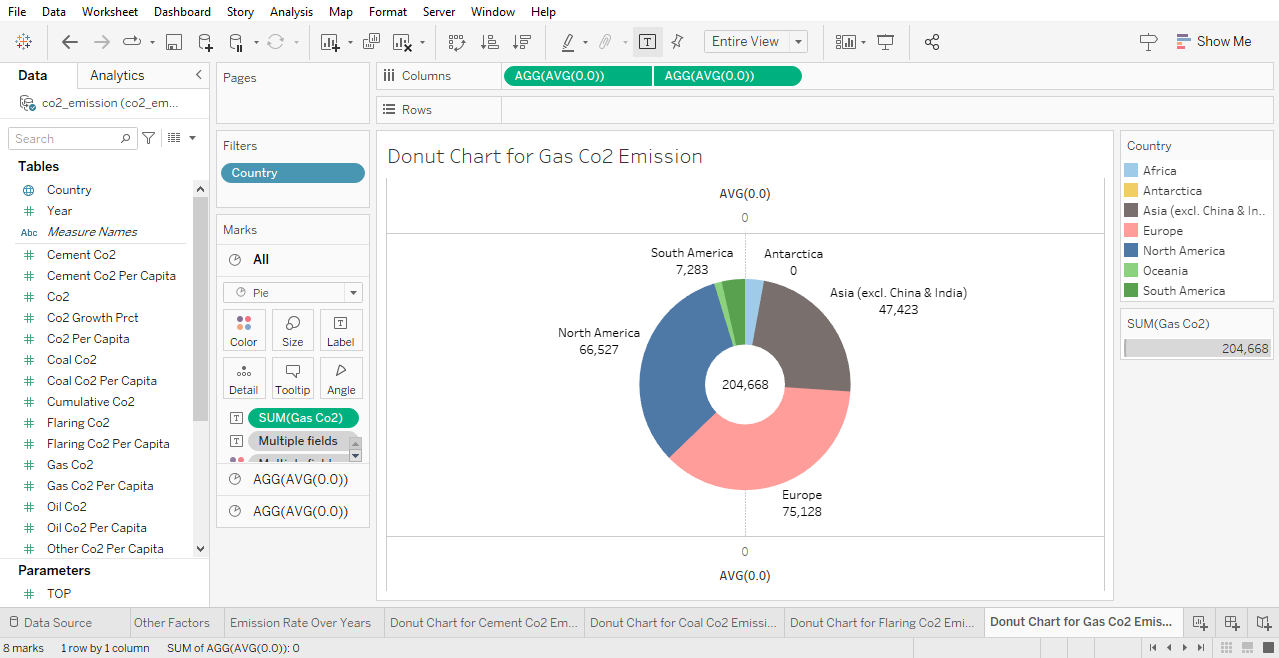 File Data Worksheet Dashboard Story Analysis Map Format Server Window Help
Entire View
Show Me
Data Analytics
co2_emission (co2_em...
Search
Tables
Country
Year
Abc Measure Names
Cement Co2
Cement Co2 Per Capita
Co2
Co2 Growth Prct
Co2 Per Capita
Coal Co2
Coal Co2 Per Capita
Cumulative Co2
Flaring Co2
Flaring Co2 Per Capita
Gas Co2
Gas Co2 Per Capita
Oil Co2
Oil Co2 Per Capita
Other Co2 Per Capita
Parameters
TOP
Pages
Filters
Country
Marks
All
Pie
Color Size Label
Detail Tooltip Angle
SUM(Gas Co2)
Multiple fields
Multiple fields
AGG(AVG(0.0))
AGG(AVG(0.0))
Columns AGG(AVG(0.0)) AGG(AVG(0.0))
Rows
Donut Chart for Gas Co2 Emission
AVG(0.0)
0
South America
7,283
Antarctica
0
Asia (excl. China & India)
47,423
North America
66,527
204,668
Europe
75,128
0
AVG(0.0)
Country
Africa
Antarctica
Asia (excl. China & In..
Europe
North America
Oceania
South America
SUM(Gas Co2)
204,668
Data Source Other Factors Emission Rate Over Years Donut Chart for Cement Co2 Em... Donut Chart for Coal Co2 Emissi... Donut Chart for Flaring Co2 Emi... Donut Chart for Gas Co2 Emis...
8 marks 1 row by 1 column SUM of AGG(AVG(0.0)): 0